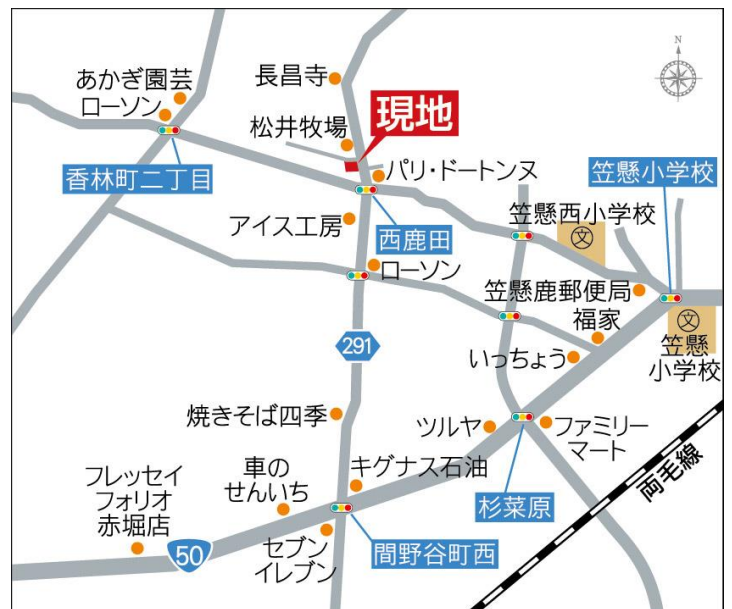 N
あかぎ園芸
ローソン
長昌寺
松井牧場
現地
香林町二丁目
パリ・ドートンヌ
笠懸小学校
アイス工房
西鹿田
笠懸西小学校
文
ローソン
笠懸鹿郵便局
福家
文
笠懸
小学校
291
いっちょう
焼きそば四季
ツルヤ
ファミリー
マート
フレッセイ
フォリオ
赤堀店
車の
せんいち
キグナス石油
杉菜原
両毛線
50
セブン
イレブン
間野谷町西